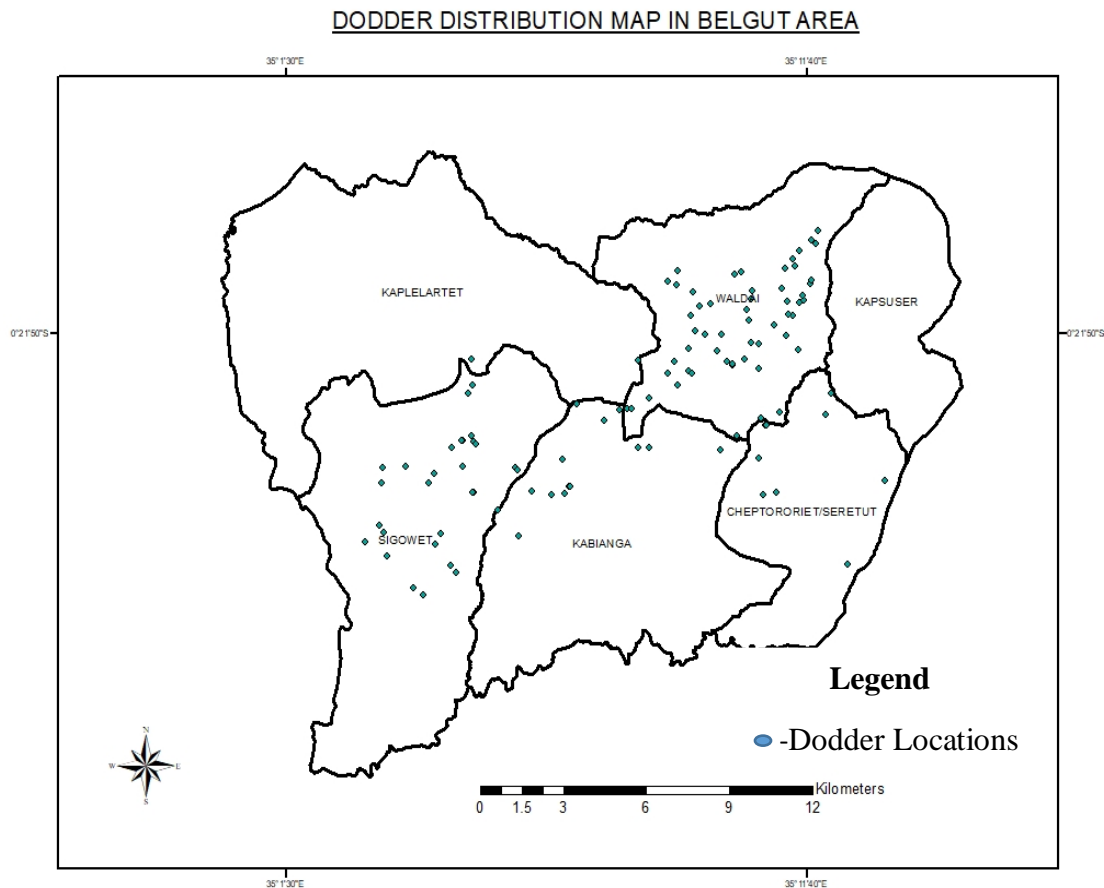 DODDER DISTRIBUTION MAP IN BELGUT AREA
35°1'30"E 35°11'40"E
KAPLELARTET
WALDAI
KAPSUSER
0°21'50"S 0°21'50"S
CHEPTORORIET/SERETUT
SIGOWET
KABIANGA
Legend
-Dodder Locations
N
W E
S
Kilometers
0 1.5 3 6 9 12
35°1'30"E 35°11'40"E